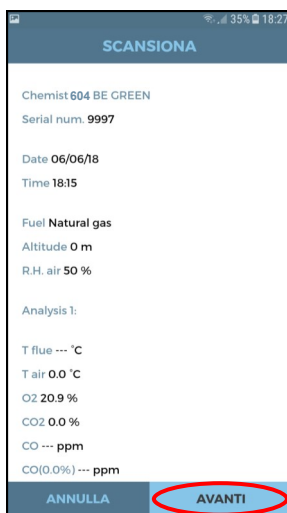 35% 18:27
SCANSIONA
Chemist 604 BE GREEN
Serial num. 9997
Date 06/06/18
Time 18:15
Fuel Natural gas
Altitude 0 m
R.H. air 50 %
Analysis 1:
T flue --- °C
T air 0.0 °C
O2 20.9 %
CO2 0.0 %
CO --- ppm
CO(0.0%) --- ppm
ANNULLA AVANTI